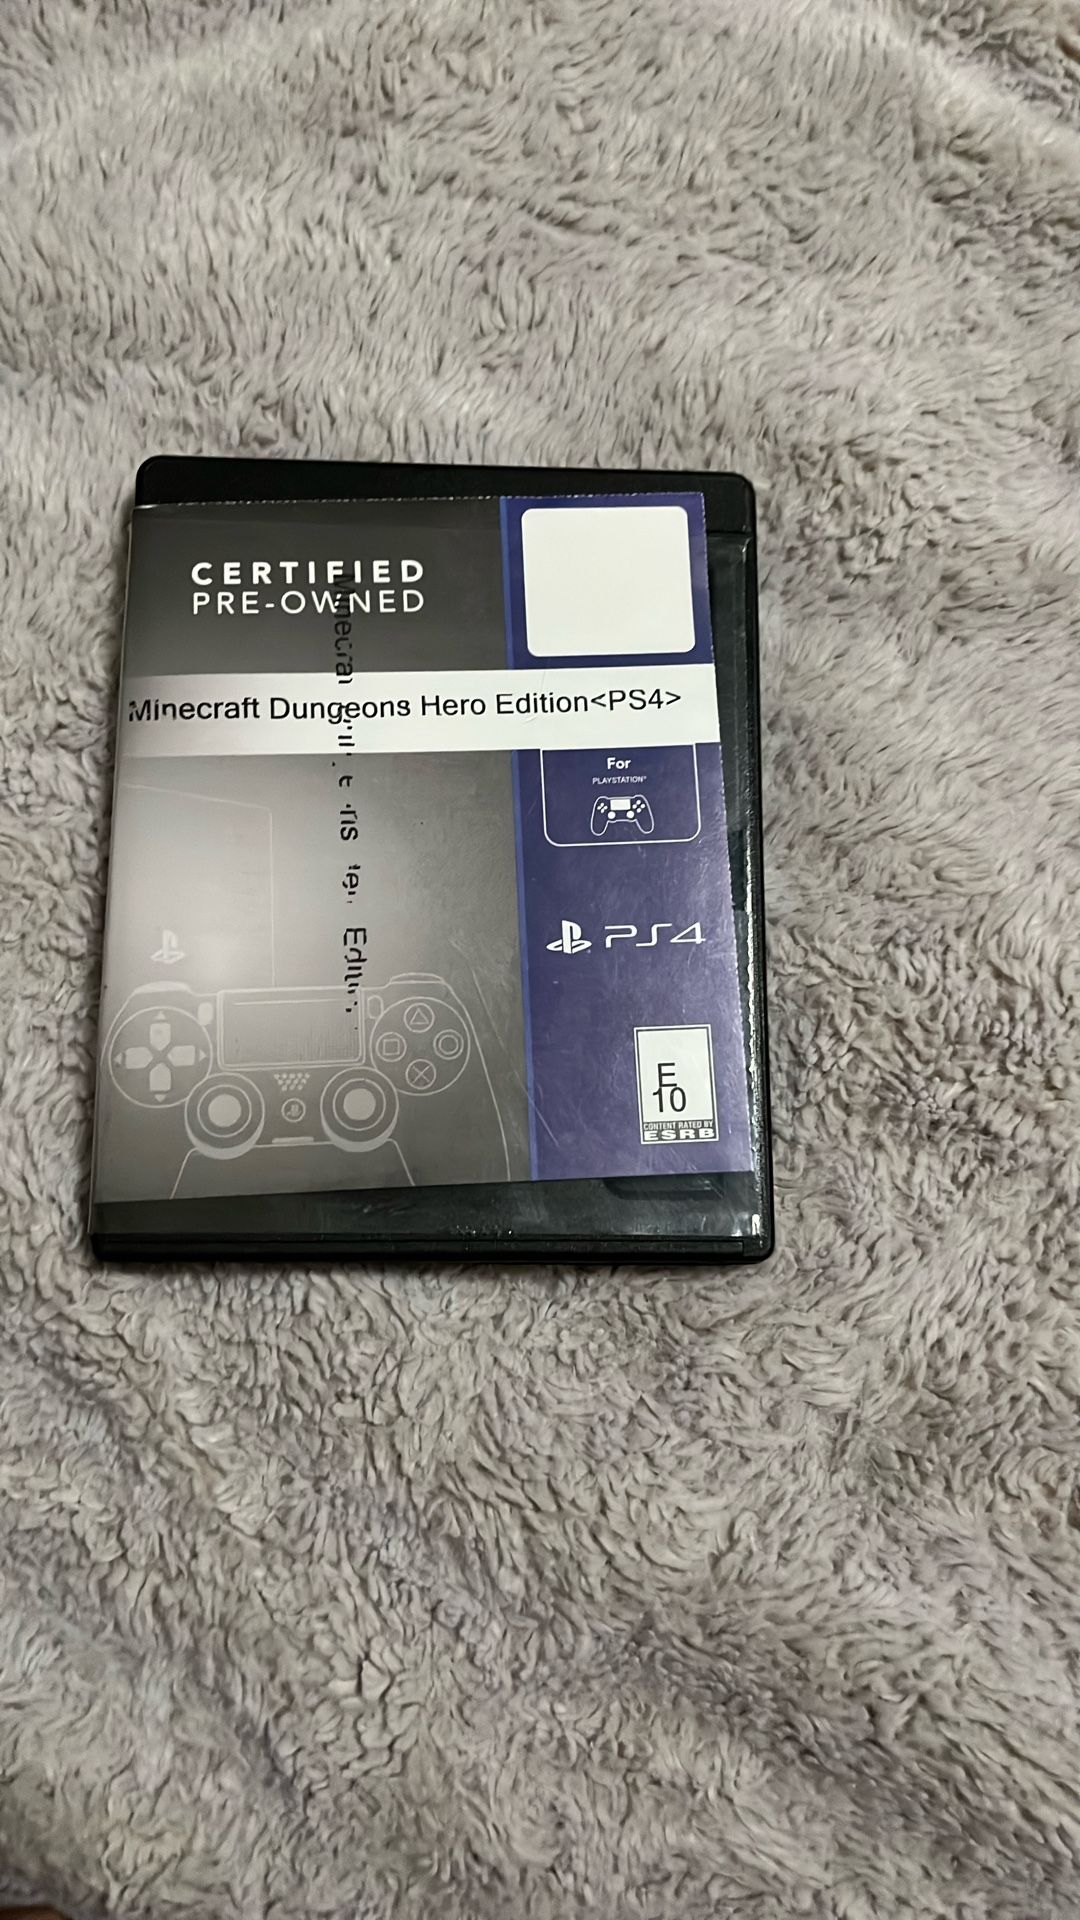 CERTIFIED
PRE-OWNED
Minecraft Dungeons Hero Edition<PS4>
For
PLAYSTATION
PS4
E
10
CONTENT RATED BY
ESRB